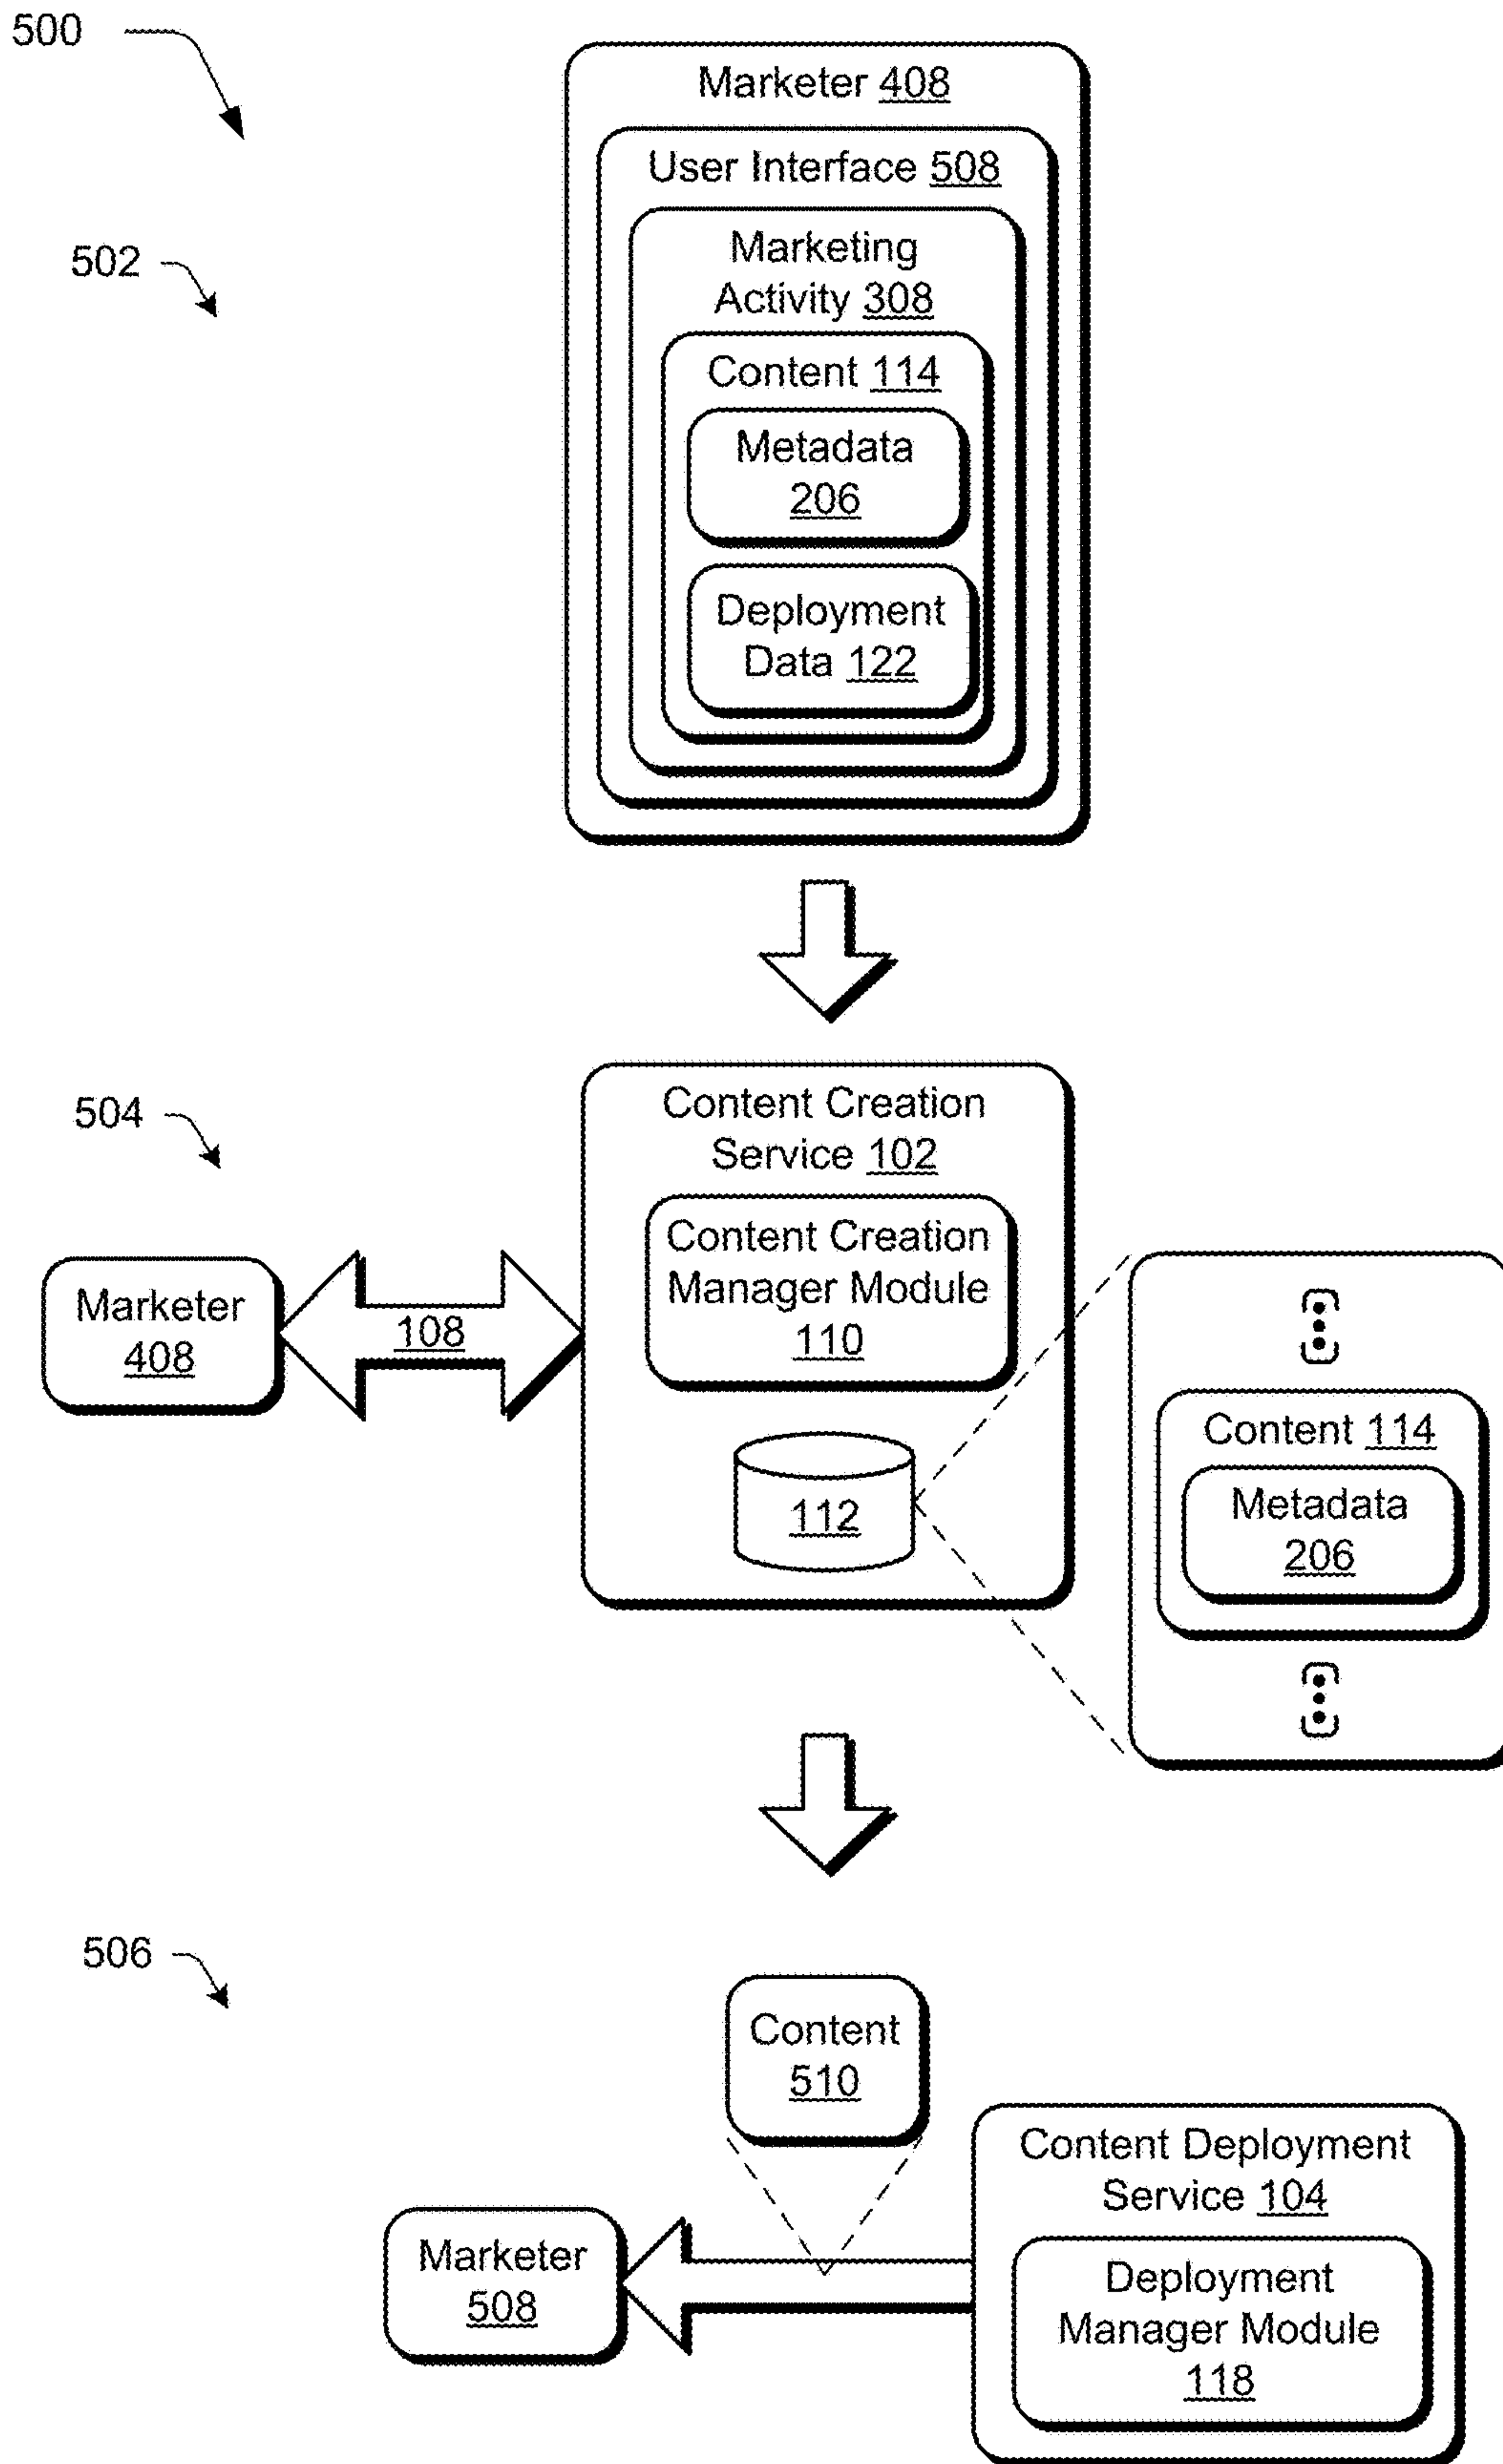 500
Marketer 408
User Interface 508
502
Marketing
Activity 308
Content 114
Metadata
206
Deployment
Data 122
504
Content Creation
Service 102
Content Creation
Manager Module
110
Marketer
408
108
112
Content 114
Metadata
206
506
Content
510
Content Deployment
Service 104
Marketer
508
Deployment
Manager Module
118